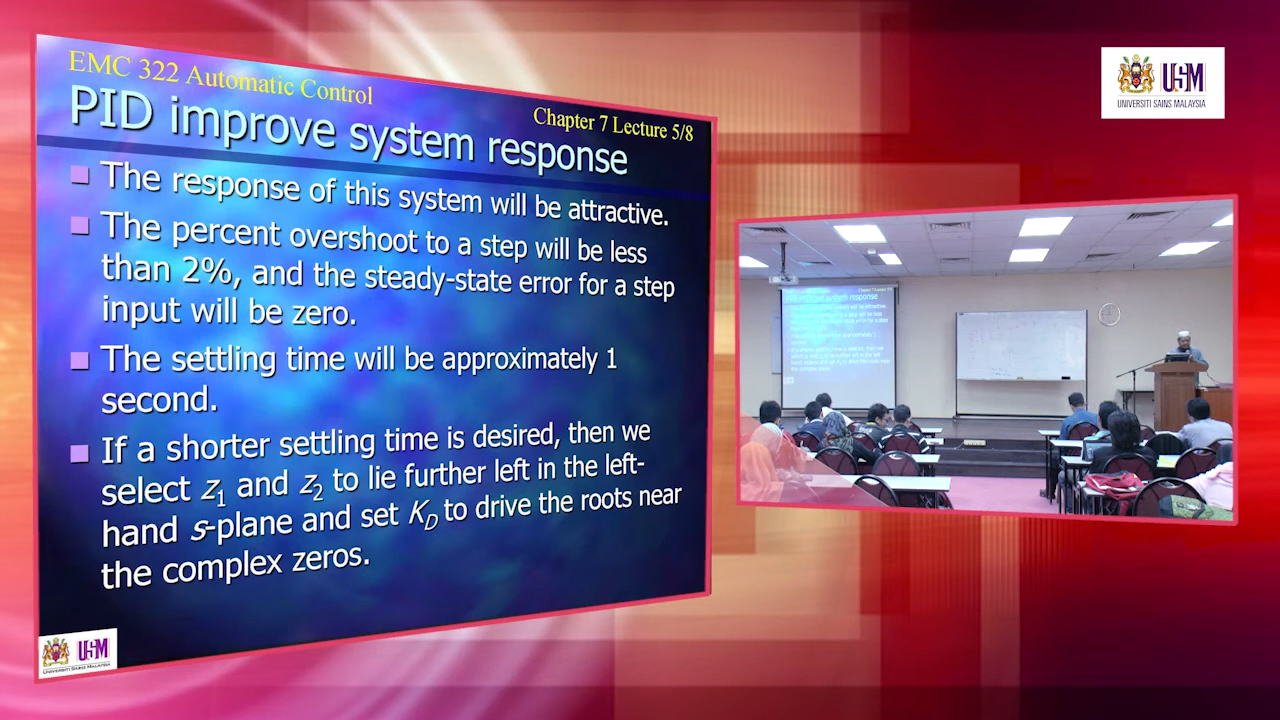 EMC 322 Automatic Control
Chapter 7 Lecture 5/8
PID improve system response
The response of this system will be attractive.
The percent overshoot to a step will be less
than 2%, and the steady-state error for a step
input will be zero.
The settling time will be approximately 1
second.
If a shorter settling time is desired, then we
select z1 and z2 to lie further left in the left-
hand s-plane and set KD to drive the roots near
the complex zeros.
USM
UNIVERSITI SAINS MALAYSIA
USM
UNIVERSITI SAINS MALAYSIA
PID improve system response